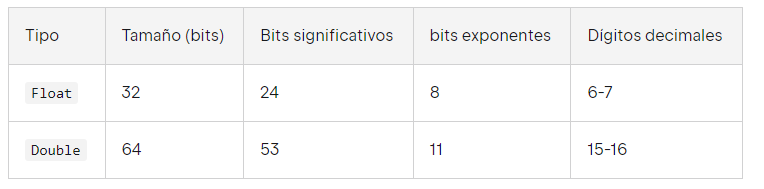 Tipo Tamaño (bits) Bits significativos bits exponentes Dígitos decimales
Float 32 24 8 6-7
Double 64 53 11 15-16